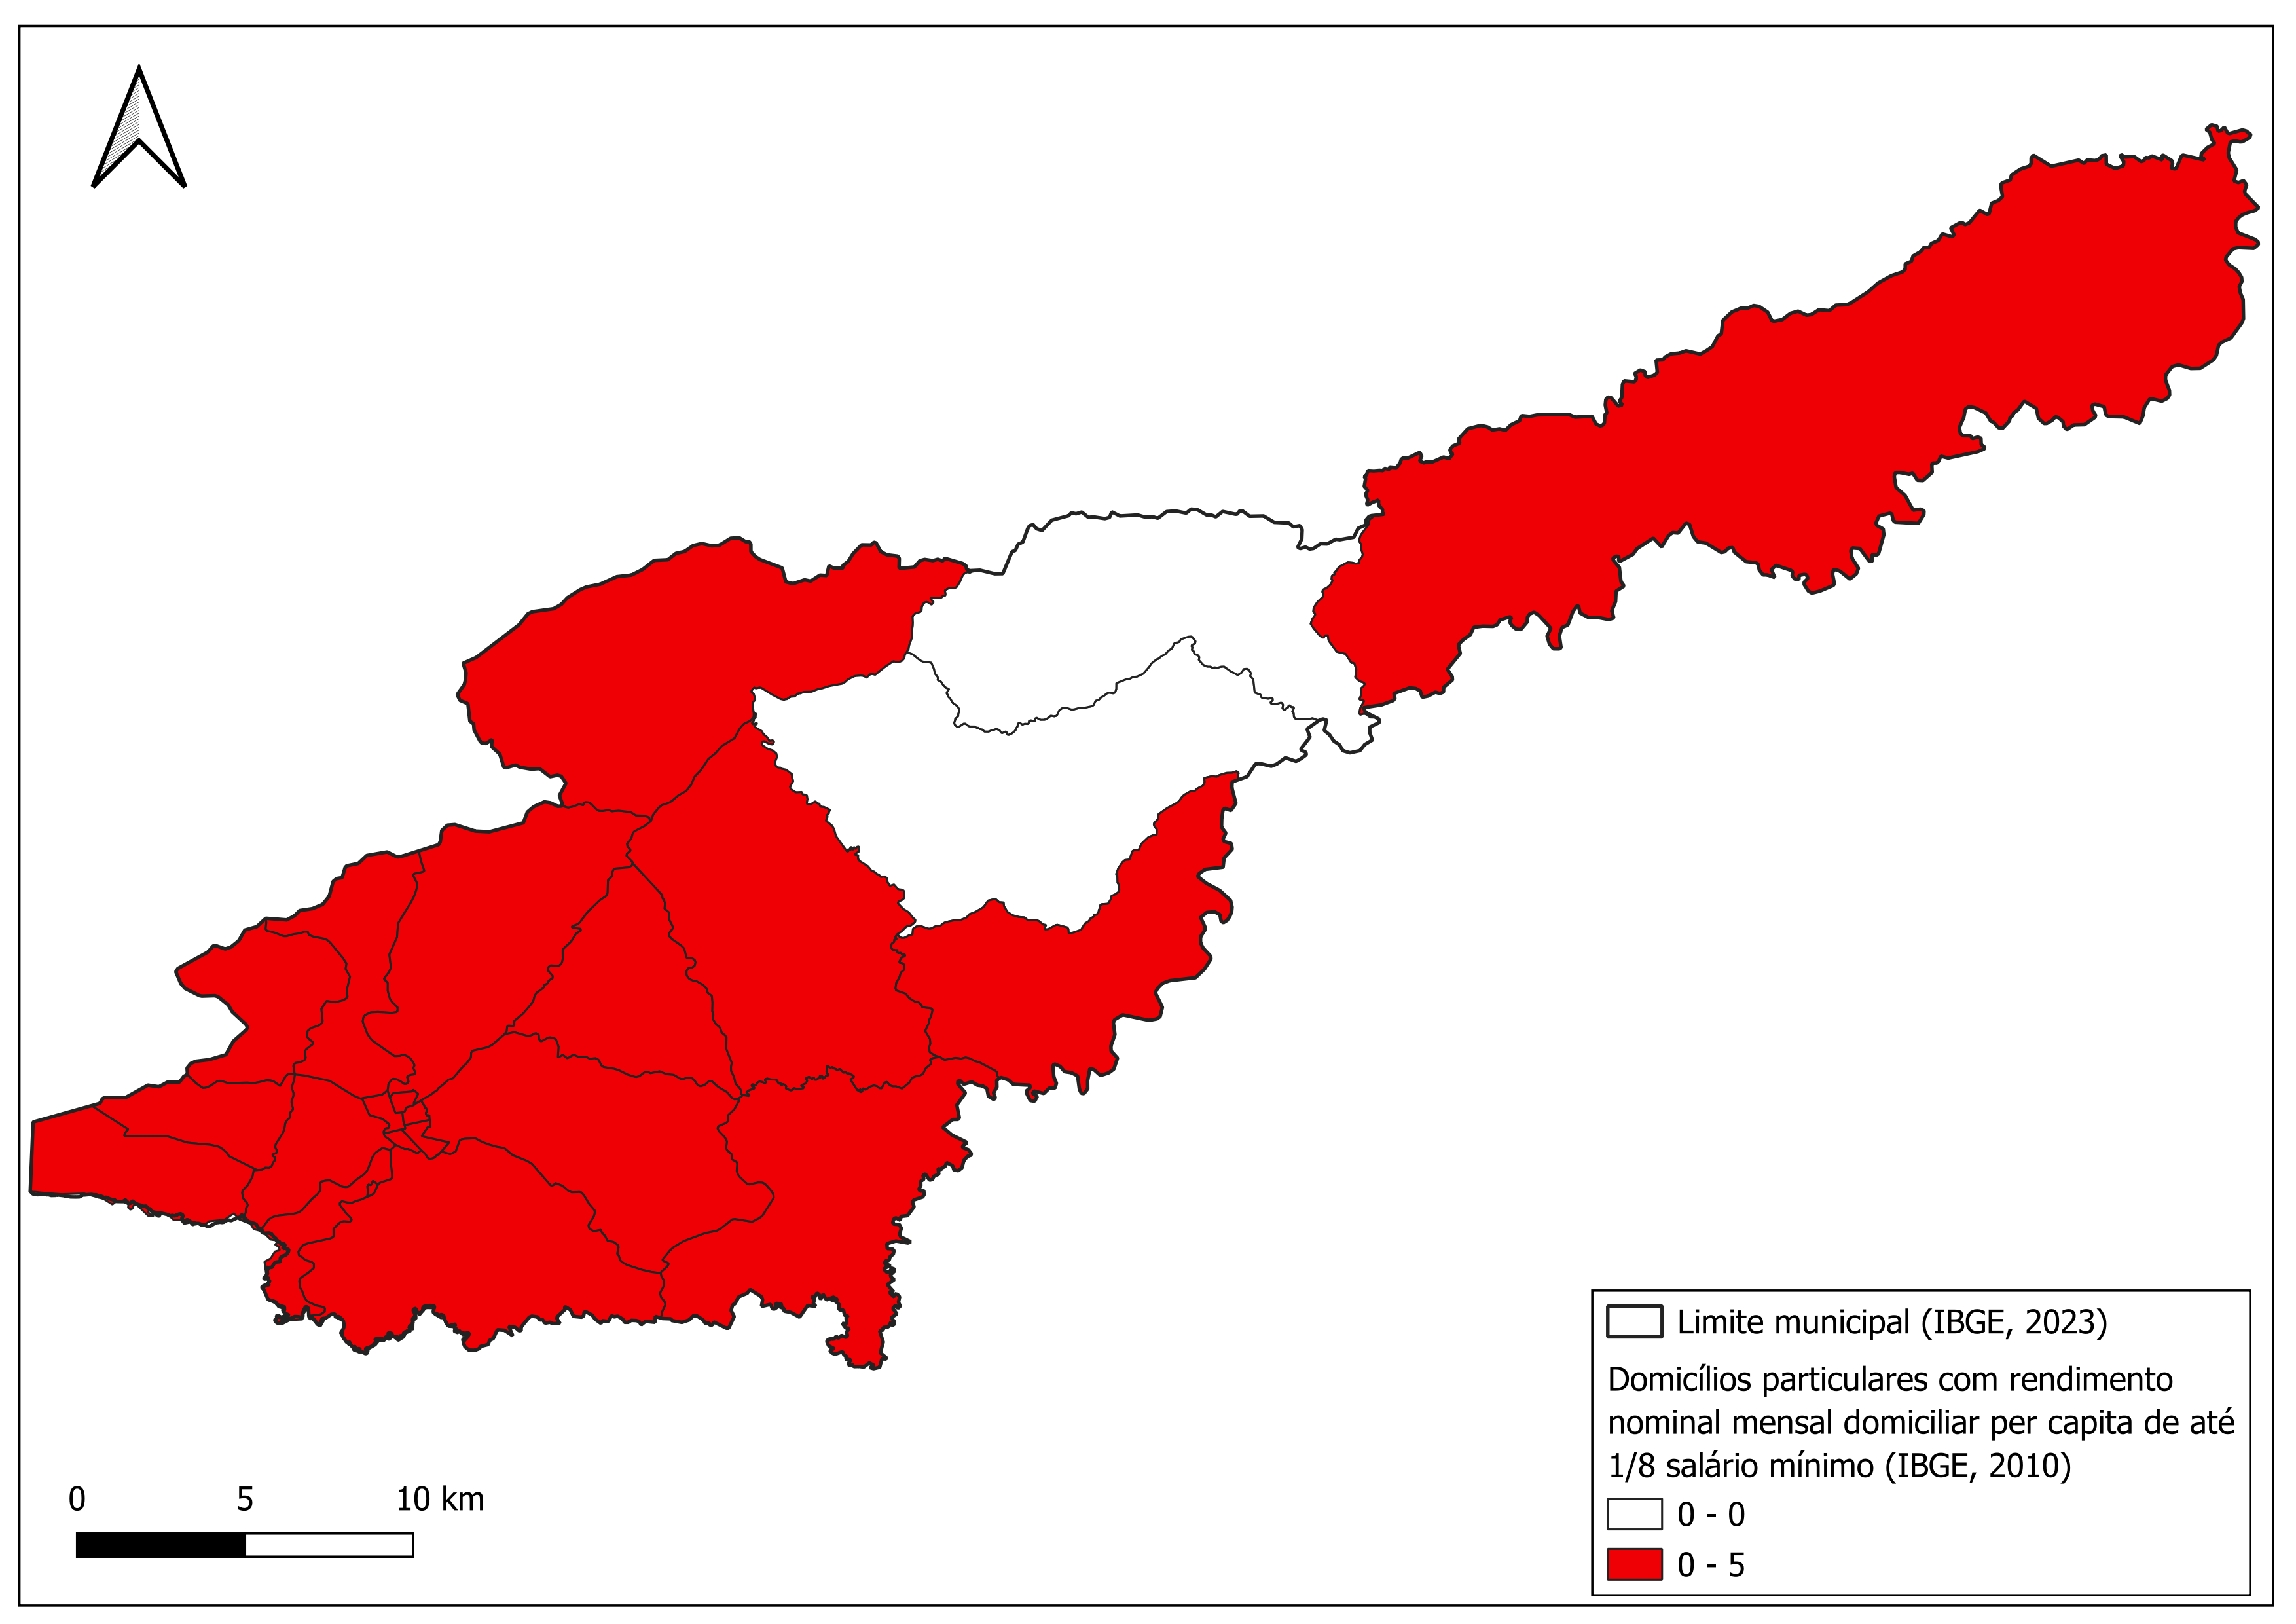 Limite municipal (IBGE, 2023)
Domicílios particulares com rendimento
nominal mensal domiciliar per capita de até
1/8 salário mínimo (IBGE, 2010)
0 - 0
0 - 5
0 5 10 km